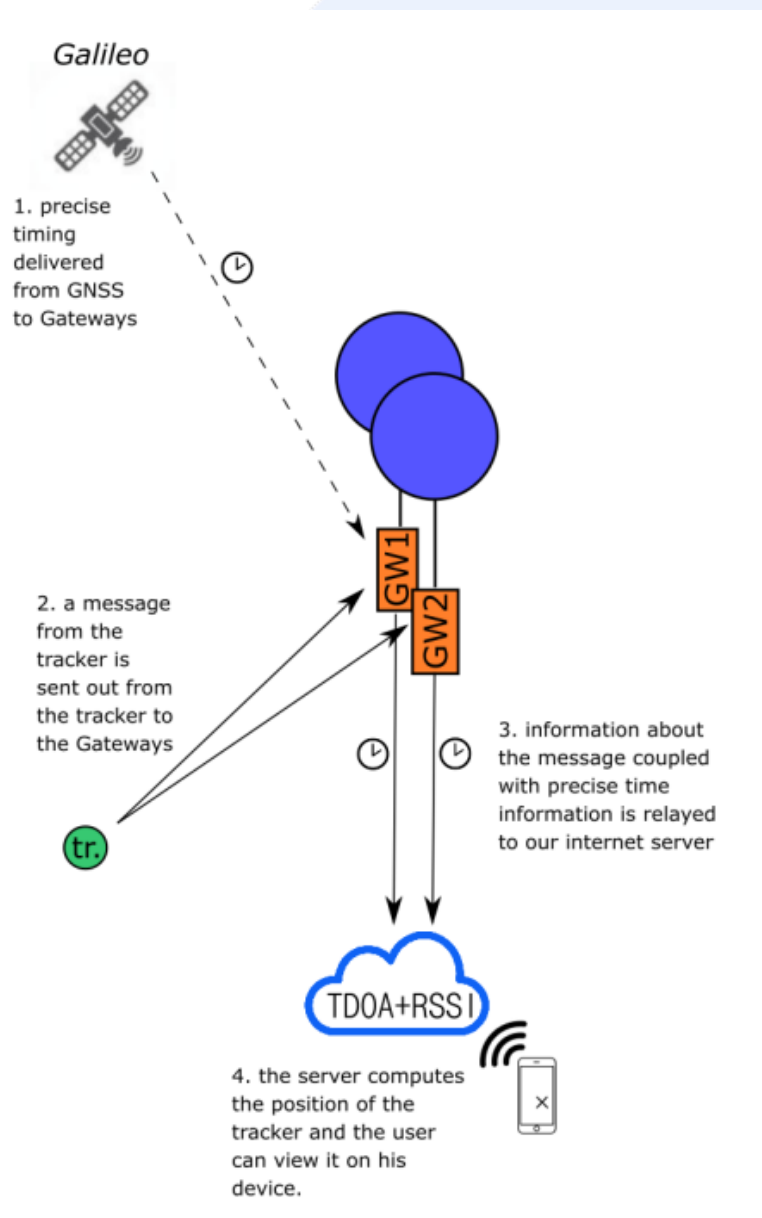 Galileo
1. precise
timing
delivered
from GNSS
to Gateways
GW1
GW2
2. a message
from the
tracker is
sent out from
the tracker to
the Gateways
3. information about
the message coupled
with precise time
information is relayed
to our internet server
tr.
TDOA+RSSI
4. the server computes
the position of the
tracker and the user
can view it on his
device.